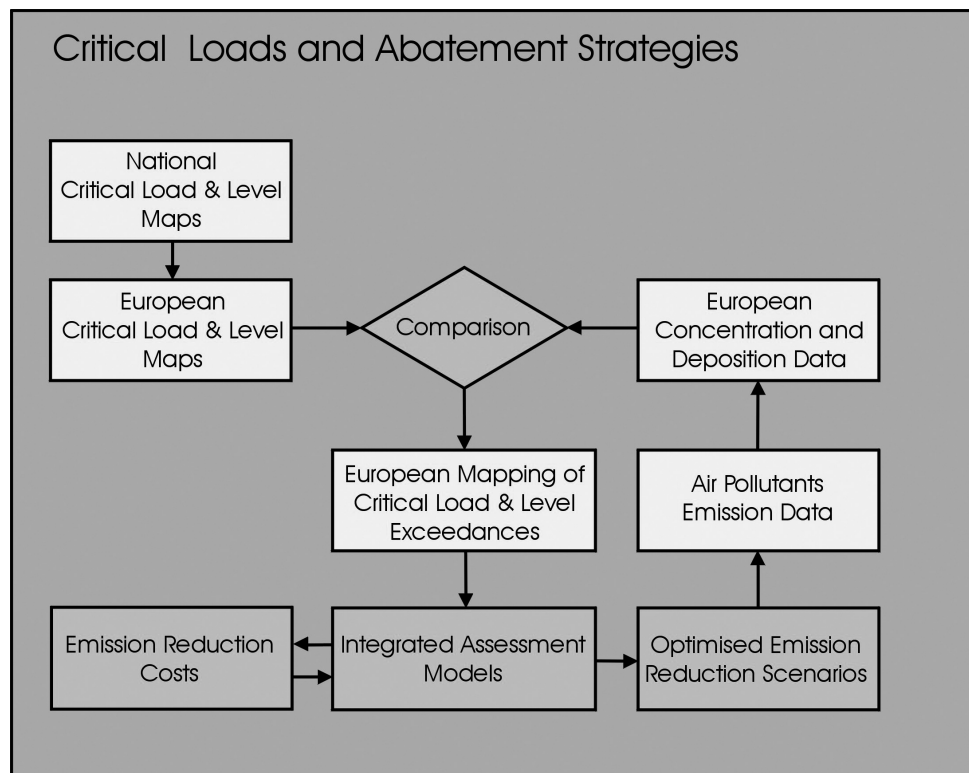 Critical Loads and Abatement Strategies
National
Critical Load & Level
Maps
European
Critical Load & Level
Maps
Comparison
European
Concentration and
Deposition Data
European Mapping of
Critical Load & Level
Exceedances
Air Pollutants
Emission Data
Emission Reduction
Costs
Integrated Assessment
Models
Optimised Emission
Reduction Scenarios